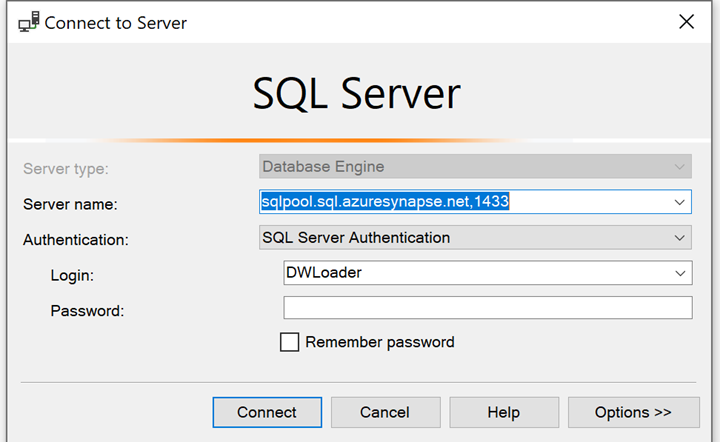 Connect to Server
SQL Server
Server type: Database Engine
Server name: sqlpool.sql.azuresynapse.net,1433
Authentication: SQL Server Authentication
Login: DWLoader
Password:
Remember password
Connect Cancel Help Options >>